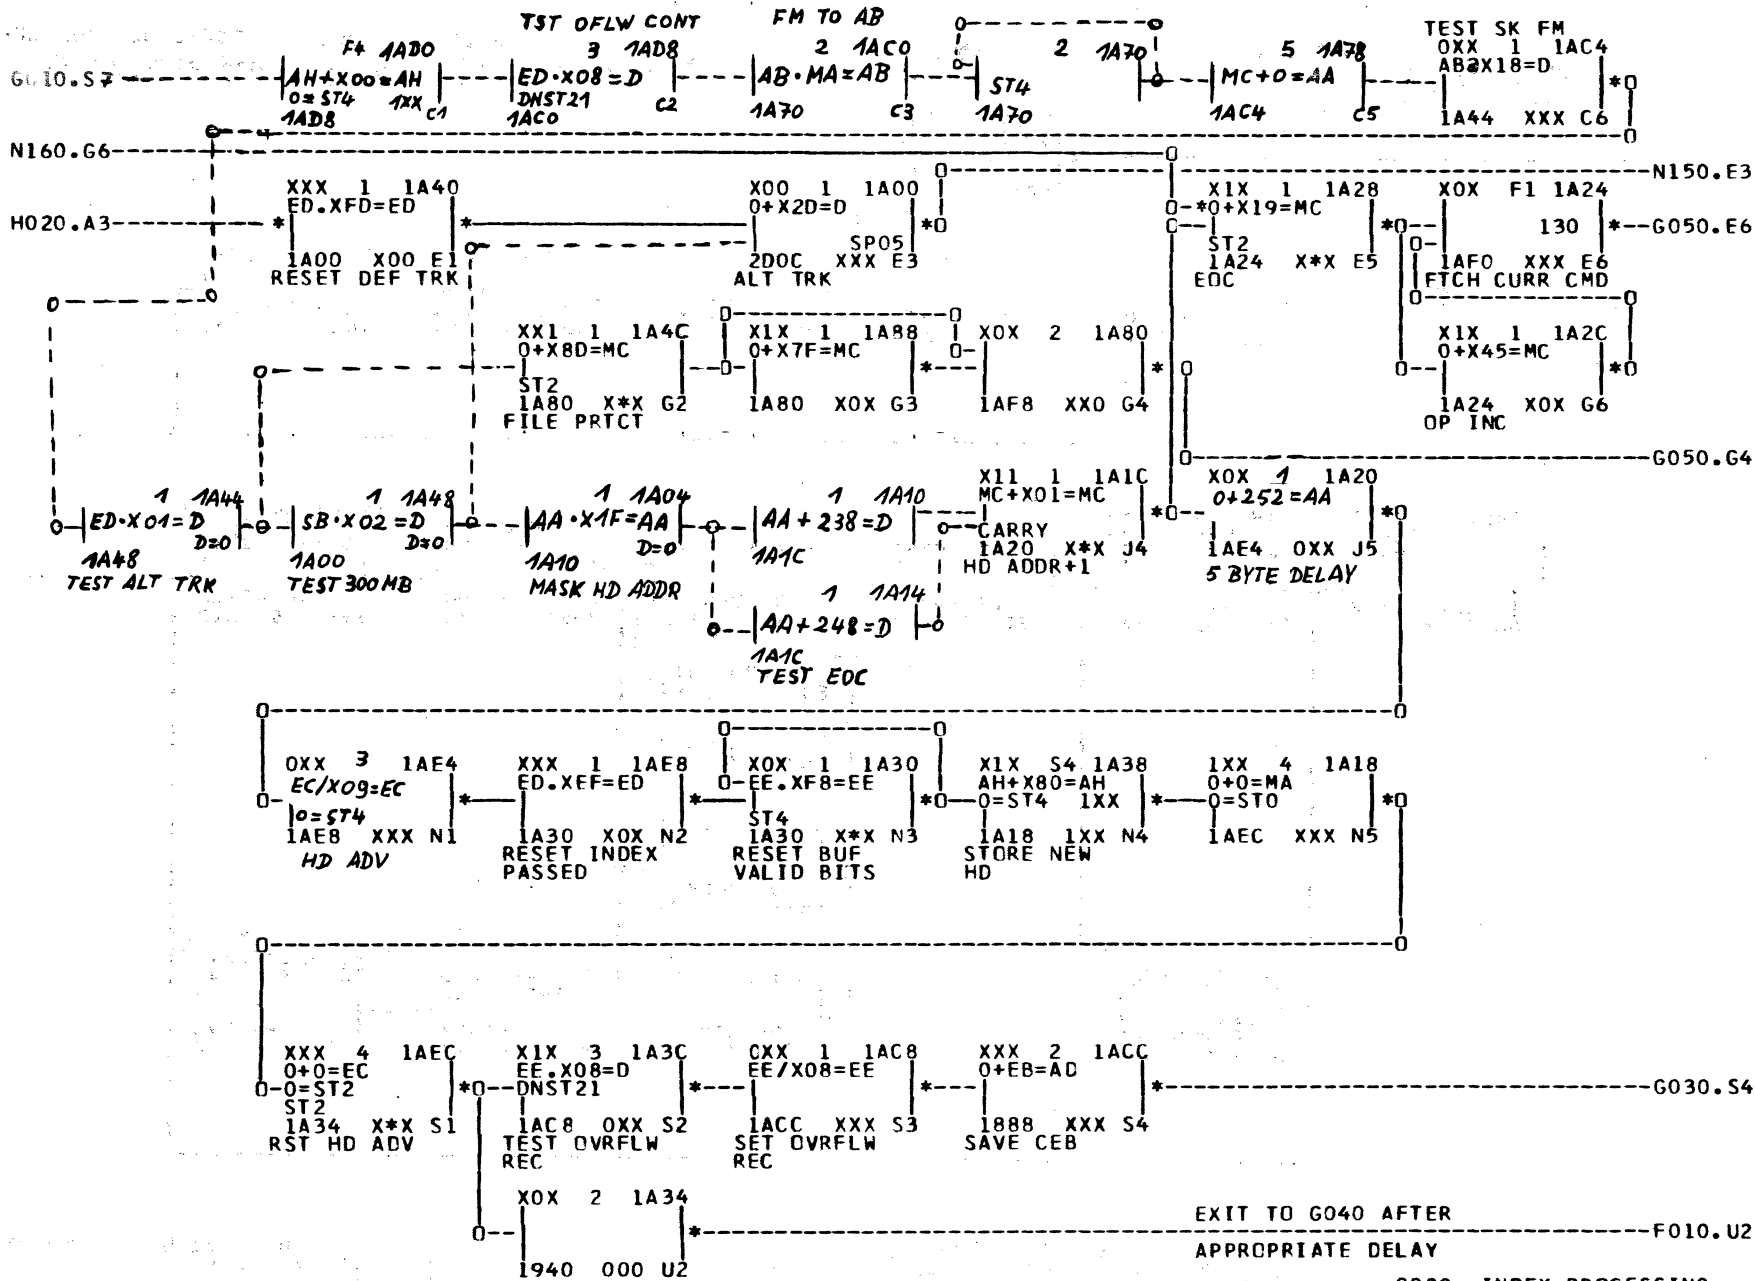 TST OFLW CONT FM TO AB
TEST SK FM
F4 1AD0 3 1AD8 2 1AC0 2 1A70 5 1A78 0XX 1 1AC4
G010.S7 AH+X00=AH ED·X08=D AB·MA=AB ST4 MC+0=AA AB2X18=D *
0=ST4 1XX C1 DNST21 C2
1AD8 1AC0 1A70 C3 1A70 1AC4 C5 1A44 XXX C6
N160.G6
N150.E3
XXX 1 1A40 X00 1 1A00 X1X 1 1A28 X0X F1 1A24
ED.XFD=ED 0+X2D=D *0+X19=MC
H020.A3 * * * * 130 *--G050.E6
SP05 ST2
1A00 X00 E1 2D0C XXX E3 1A24 X*X E5 1AF0 XXX E6
RESET DEF TRK ALT TRK EOC FTCH CURR CMD
XX1 1 1A4C X1X 1 1A88 X0X 2 1A80 X1X 1 1A2C
0+X8D=MC 0+X7F=MC 0+X45=MC
* * *
ST2
1A80 X*X G2 1A80 X0X G3 1AF8 XX0 G4 1A24 X0X G6
FILE PRTCT OP INC
G050.G4
1 1A44 1 1A48 1 1A04 1 1A10 X11 1 1A1C X0X 1 1A20
MC+X01=MC 0+252=AA
ED·X01=D SB·X02=D AA·X1F=AA AA+238=D * *
D=0 D=0 D=0 CARRY
1A48 1A00 1A10 1A1C 1A20 X*X J4 1AE4 0XX J5
TEST ALT TRK TEST 300MB MASK HD ADDR HD ADDR+1 5 BYTE DELAY
1 1A14
AA+248=D
1A1C
TEST EOC
0XX 3 1AE4 XXX 1 1AE8 X0X 1 1A30 X1X S4 1A38 1XX 4 1A18
EC/X09=EC ED.XEF=ED EE.XF8=EE AH+X80=AH 0+0=MA
* * * 0=ST4 1XX * 0=ST0 *
0=ST4 ST4
1AE8 XXX N1 1A30 X0X N2 1A30 X*X N3 1A18 1XX N4 1AEC XXX N5
HD ADV RESET INDEX RESET BUF STORE NEW
PASSED VALID BITS HD
XXX 4 1AEC X1X 3 1A3C 0XX 1 1AC8 XXX 2 1ACC
0+0=EC EE.X08=D EE/X08=EE 0+EB=AD
0=ST2 * DNST21 * * * G030.S4
ST2
1A34 X*X S1 1AC8 0XX S2 1ACC XXX S3 1888 XXX S4
RST HD ADV TEST OVRFLW SET OVRFLW SAVE CEB
REC REC
X0X 2 1A34
EXIT TO G040 AFTER
* F010.U2
APPROPRIATE DELAY
1940 000 U2